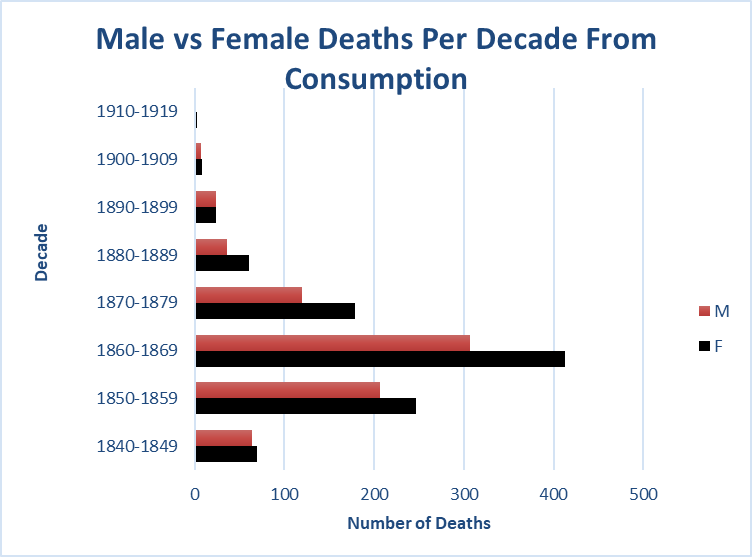 Male vs Female Deaths Per Decade From
Consumption
1910-1919
1900-1909
1890-1899
1880-1889
1870-1879
1860-1869
1850-1859
1840-1849
Decade
M
F
0 100 200 300 400 500
Number of Deaths